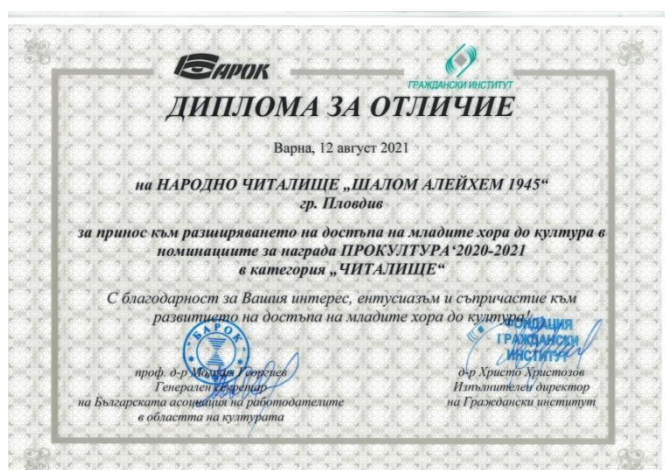 БАРОК
ГРАЖДАНСКИ ИНСТИТУТ
ДИПЛОМА ЗА ОТЛИЧИЕ
Варна, 12 август 2021
на НАРОДНО ЧИТАЛИЩЕ „ШАЛОМ АЛЕЙХЕМ 1945“
гр. Пловдив
за принос към разширяването на достъпа на младите хора до култура в
номинациите за награда ПРОКУЛТУРА‘2020-2021
в категория „ЧИТАЛИЩЕ“
С благодарност за Вашия интерес, ентусиазъм и съпричастие към
развитието на достъпа на младите хора до култура!
БАРОК
ФОНДАЦИЯ
ГРАЖДАНСКИ
ИНСТИТУТ
проф. д-р Георгиев
Генерален секретар
на Българската асоциация на работодателите
в областта на културата
д-р Христо Христозов
Изпълнителен директор
на Граждански институт